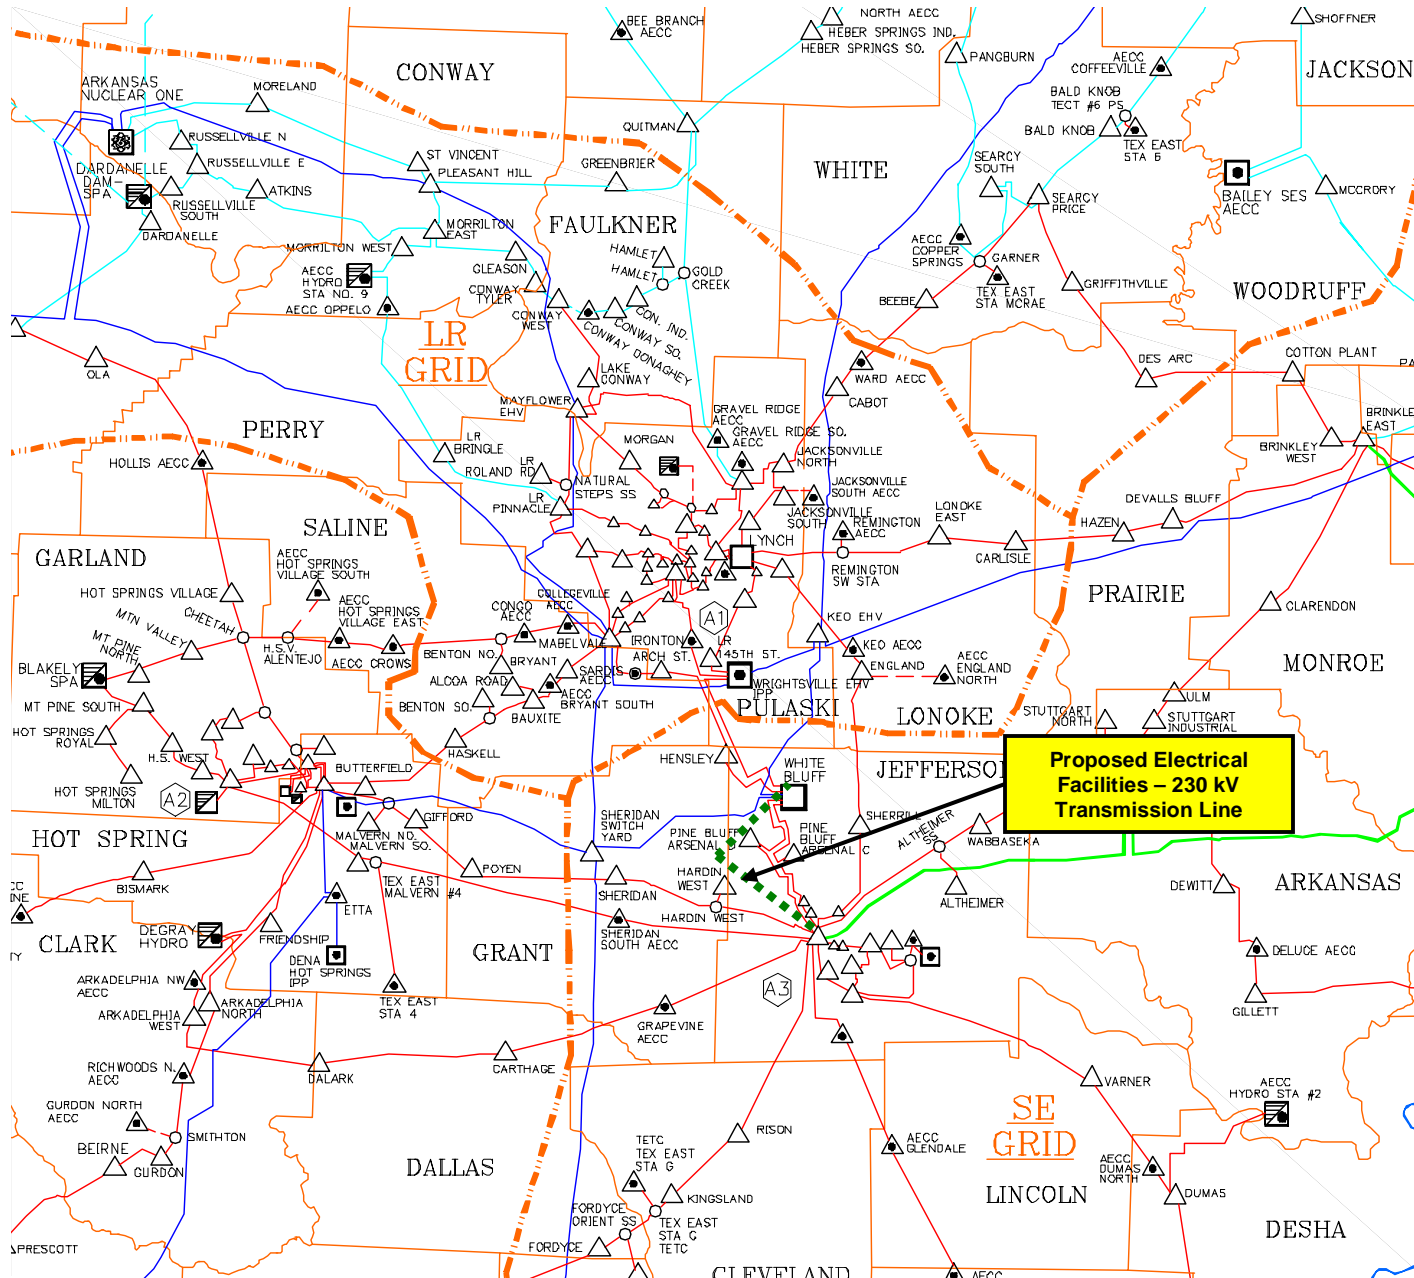 NORTH AECC
BEE BRANCH
AECC
HEBER SPRINGS IND.
HEBER SPRINGS SO.
SHOFFNER
PANGBURN
AECC
COFFEEVILLE
JACKSON
CONWAY
ARKANSAS
NUCLEAR ONE
MORELAND
BALD KNOB
TECT #6 PS
BALD KNOB
TEX EAST
STA 6
QUITMAN
RUSSELLVILLE N
ST VINCENT
PLEASANT HILL
GREENBRIER
WHITE
SEARCY
SOUTH
RUSSELLVILLE E
DARDANELLE
DAM-
SPA
ATKINS
RUSSELLVILLE
SOUTH
DARDANELLE
SEARCY
PRICE
BAILEY SES
AECC
MCCRORY
FAULKNER
MORRILTON
EAST
MORRILTON WEST
AECC
HYDRO
STA NO. 9
AECC OPPELO
GLEASON
CONWAY
TYLER
CONWAY
WEST
HAMLET
HAMLET
GOLD
CREEK
CON. IND.
CONWAY SO.
CONWAY DONAGHEY
AECC
COPPER
SPRINGS
GARNER
TEX EAST
STA MCRAE
BEEBE
GRIFFITHVILLE
WOODRUFF
LR
GRID
OLA
LAKE
CONWAY
WARD AECC
CABOT
DES ARC
COTTON PLANT
PA
MAYFLOWER
EHV
GRAVEL RIDGE
AECC
GRAVEL RIDGE SO.
AECC
BRINKLE
EAST
BRINKLEY
WEST
PERRY
LR
BRINGLE
LR
ROLAND RD
MORGAN
JACKSONVILLE
NORTH
HOLLIS AECC
NATURAL
STEPS SS
JACKSONVILLE
SOUTH AECC
LR
PINNACLE
JACKSONVILLE
SOUTH
REMINGTON
AECC
LONOKE
EAST
DEVALLS BLUFF
HAZEN
SALINE
LYNCH
CARLISLE
REMINGTON
SW STA
GARLAND
AECC
HOT SPRINGS
VILLAGE SOUTH
PRAIRIE
HOT SPRINGS VILLAGE
AECC
HOT SPRINGS
VILLAGE EAST
COLLEGEVILLE
AECC
CLARENDON
CHEETAH
MTN VALLEY
MT PINE
NORTH
H.S.V.
ALENTEJO
AECC CROWS
CONGO
AECC
MABELVALE
IRONTON
A1
LR
145TH ST.
KEO EHV
KEO AECC
BLAKELY
SPA
BENTON NO.
BRYANT
SARDIS
AECC
ARCH ST.
ENGLAND
AECC
ENGLAND
NORTH
MONROE
ALCOA ROAD
AECC
BRYANT SOUTH
WRIGHTSVILLE EHV
IPP
ULM
MT PINE SOUTH
BENTON SO.
BAUXITE
PULASKI
LONOKE
STUTTGART
NORTH
STUTTGART
INDUSTRIAL
HOT SPRINGS
ROYAL
H.S. WEST
HASKELL
HENSLEY
WHITE
BLUFF
JEFFERSO
Proposed Electrical
Facilities – 230 kV
Transmission Line
HOT SPRINGS
MILTON
A2
BUTTERFIELD
GIFFORD
MALVERN NO.
MALVERN SO.
SHERIDAN
SWITCH
YARD
PINE BLUFF
ARSENAL
PINE
BLUFF
ARSENAL C
SHERRILL
ALTHEIMER
SS
WABBASEKA
HOT SPRING
BISMARK
POYEN
TEX EAST
MALVERN #4
SHERIDAN
HARDIN
WEST
HARDIN WEST
ALTHEIMER
DEWITT
ARKANSAS
ETTA
CLARK
DEGRAY
HYDRO
FRIENDSHIP
GRANT
SHERIDAN
SOUTH AECC
DELUCE AECC
DENA
HOT SPRINGS
IPP
ARKADELPHIA NW
AECC
ARKADELPHIA
NORTH
ARKADELPHIA
WEST
TEX EAST
STA 4
A3
GRAPEVINE
AECC
GILLETT
CARTHAGE
DALARK
RICHWOODS N.
AECC
VARNER
AECC
HYDRO STA #2
GURDON NORTH
AECC
SMITHTON
BEIRNE
GURDON
SE
GRID
RISON
AECC
GLENDALE
TETC
TEX EAST
STA G
DALLAS
AECC
DUMAS
NORTH
DUMAS
LINCOLN
KINGSLAND
FORDYCE
ORIENT SS
TEX EAST
STA G
TETC
FORDYCE
DESHA
PRESCOTT
CLEVELAND
AECC